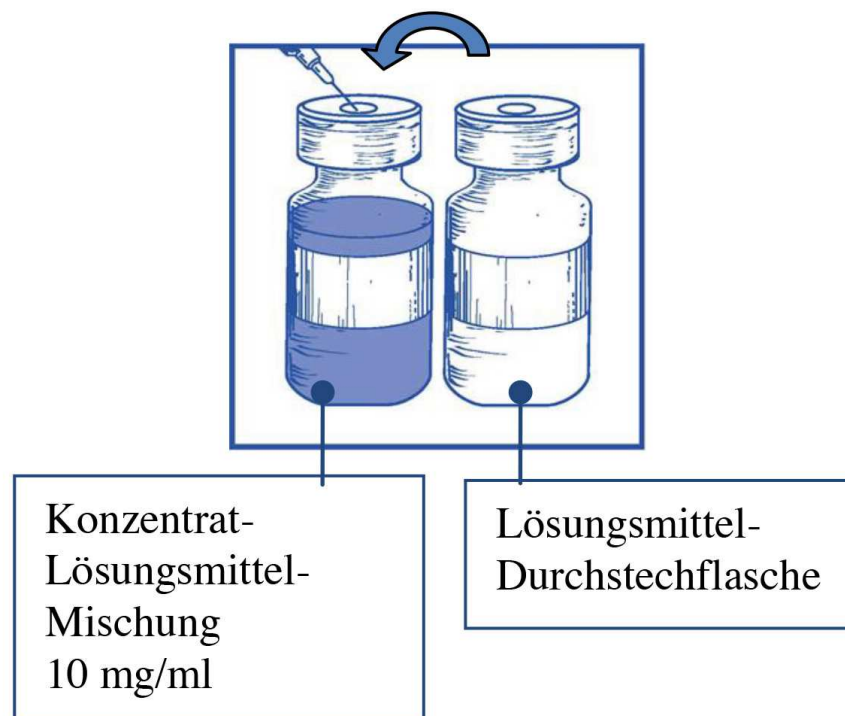 Konzentrat-
Lösungsmittel-
Mischung
10 mg/ml
Lösungsmittel-
Durchstechflasche